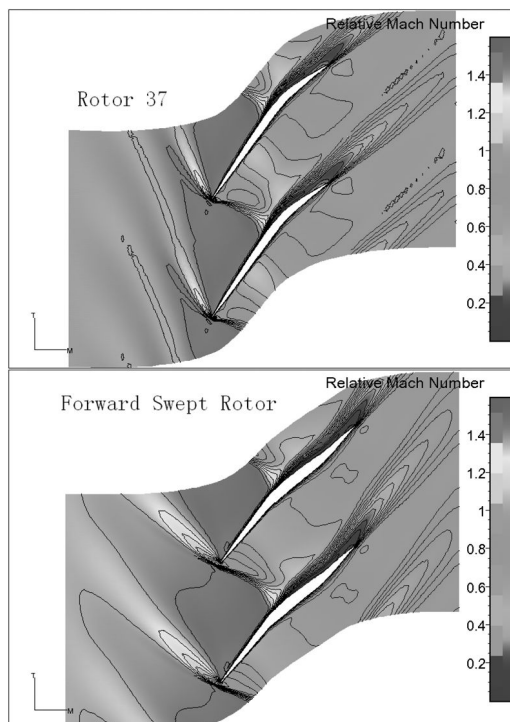 Relative Mach Number
Rotor 37
1.4
1.2
1
0.8
0.6
0.4
0.2
T
M
Relative Mach Number
Forward Swept Rotor
1.4
1.2
1
0.8
0.6
0.4
0.2
T
M